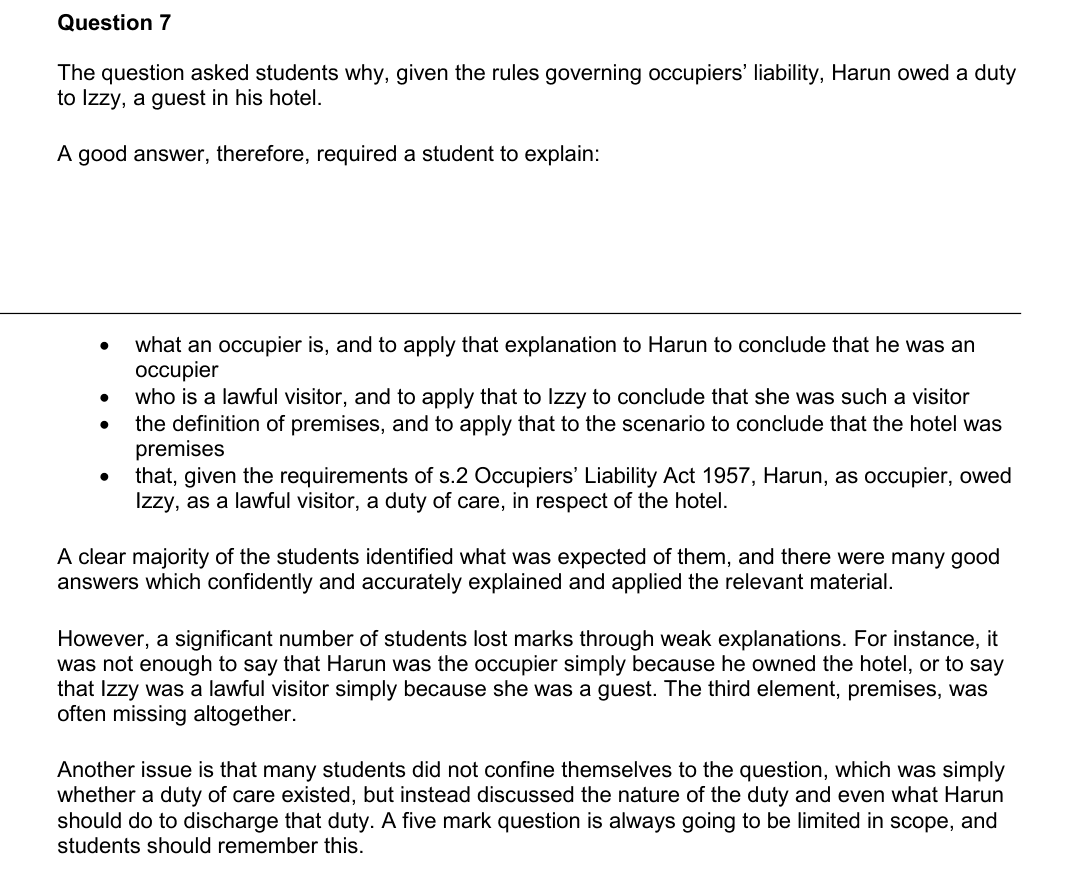 Question 7
The question asked students why, given the rules governing occupiers’ liability, Harun owed a duty
to Izzy, a guest in his hotel.
A good answer, therefore, required a student to explain:
• what an occupier is, and to apply that explanation to Harun to conclude that he was an
occupier
• who is a lawful visitor, and to apply that to Izzy to conclude that she was such a visitor
• the definition of premises, and to apply that to the scenario to conclude that the hotel was
premises
• that, given the requirements of s.2 Occupiers’ Liability Act 1957, Harun, as occupier, owed
Izzy, as a lawful visitor, a duty of care, in respect of the hotel.
A clear majority of the students identified what was expected of them, and there were many good
answers which confidently and accurately explained and applied the relevant material.
However, a significant number of students lost marks through weak explanations. For instance, it
was not enough to say that Harun was the occupier simply because he owned the hotel, or to say
that Izzy was a lawful visitor simply because she was a guest. The third element, premises, was
often missing altogether.
Another issue is that many students did not confine themselves to the question, which was simply
whether a duty of care existed, but instead discussed the nature of the duty and even what Harun
should do to discharge that duty. A five mark question is always going to be limited in scope, and
students should remember this.